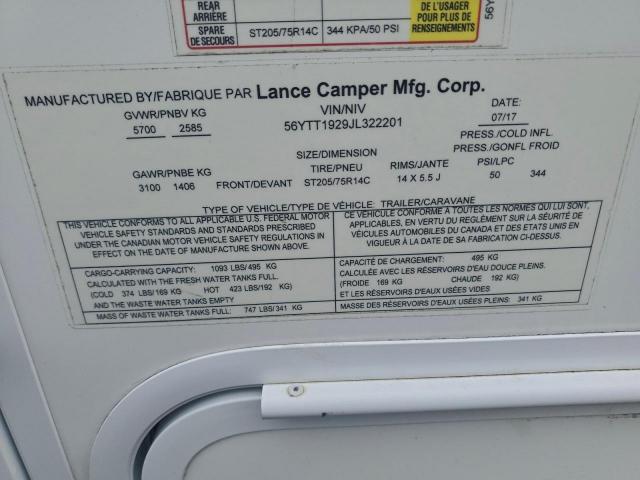 REAR
ARRIÈRE
SPARE
DE SECOURS ST205/75R14C 344 KPA/50 PSI
DE L'USAGER
POUR PLUS DE
RENSEIGNEMENTS
56Y
MANUFACTURED BY/FABRIQUE PAR Lance Camper Mfg. Corp.
GVWR/PNBV KG VIN/NIV DATE
5700 2585 56YTT1929JL322201 07/17
SIZE/DIMENSION PRESS./COLD INFL.
GAWR/PNBE KG TIRE/PNEU RIMS/JANTE PRESS./GONFL FROID
PSI/LPC
3100 1406 FRONT/DEVANT ST205/75R14C 14 X 5.5 J 50 344
TYPE OF VEHICLE/TYPE DE VÉHICLE: TRAILER/CARAVANE
THIS VEHICLE CONFORMS TO ALL APPLICABLE U.S. FEDERAL MOTOR
VEHICLE SAFETY STANDARDS AND STANDARDS PRESCRIBED
UNDER THE CANADIAN MOTOR VEHICLE SAFETY REGULATIONS IN
EFFECT ON THE DATE OF MANUFACTURE SHOWN ABOVE.
CE VÉHICULE CONFORME À TOUTES LES NORMES QUI LUI SONT
APPLICABLES, EN VERTU DU RÈGLEMENT SUR LA SÉCURITÉ DE
VÉHICULES AUTOMOBILES DU CANADA ET DES ETATS UNIS EN
VIGUEUR À LA DATE DE SA FABRICATION CI-DESSUS.
CARGO-CARRYING CAPACITY: 1093 LBS/495 KG
CALCULATED WITH THE FRESH WATER TANKS FULL.
(COLD 374 LBS/169 KG HOT 423 LBS/192 KG)
AND THE WASTE WATER TANKS EMPTY
MASS OF WASTE WATER TANKS FULL: 747 LBS/341 KG
CAPACITÉ DE CHARGEMENT: 495 KG
CALCULÉE AVEC LES RÉSERVOIRS D'EAU DOUCE PLEINS.
(FROIDE 169 KG CHAUDE 192 KG)
ET LES RÉSERVOIRS D'EAUX USÉES VIDES
MASSE DES RÉSERVOIRS D'EAUX USÉES PLEINS: 341 KG